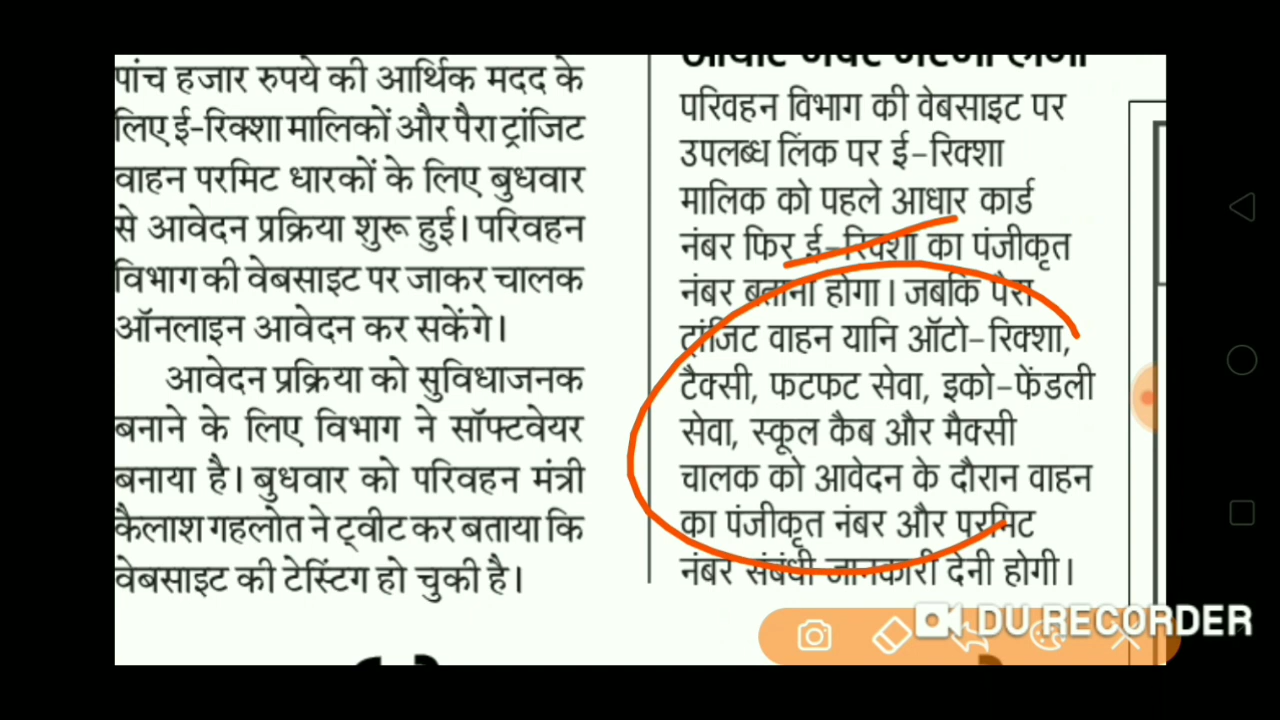 पांच हजार रुपये की आर्थिक मदद के
लिए ई-रिक्शा मालिकों और पैरा ट्रांजिट
वाहन परमिट धारकों के लिए बुधवार
से आवेदन प्रक्रिया शुरू हुई। परिवहन
विभाग की वेबसाइट पर जाकर चालक
ऑनलाइन आवेदन कर सकेंगे।
आवेदन प्रक्रिया को सुविधाजनक
बनाने के लिए विभाग ने सॉफ्टवेयर
बनाया है। बुधवार को परिवहन मंत्री
कैलाश गहलोत ने ट्वीट कर बताया कि
वेबसाइट की टेस्टिंग हो चुकी है।
परिवहन विभाग की वेबसाइट पर
उपलब्ध लिंक पर ई-रिक्शा
मालिक को पहले आधार कार्ड
नंबर फिर ई-रिक्शा का पंजीकृत
नंबर बताना होगा। जबकि पैरा
ट्रांजिट वाहन यानि ऑटो-रिक्शा,
टैक्सी, फटफट सेवा, इको-फेंडली
सेवा, स्कूल कैब और मैक्सी
चालक को आवेदन के दौरान वाहन
का पंजीकृत नंबर और परमिट
नंबर संबंधी जानकारी देनी होगी।
DU RECORDER